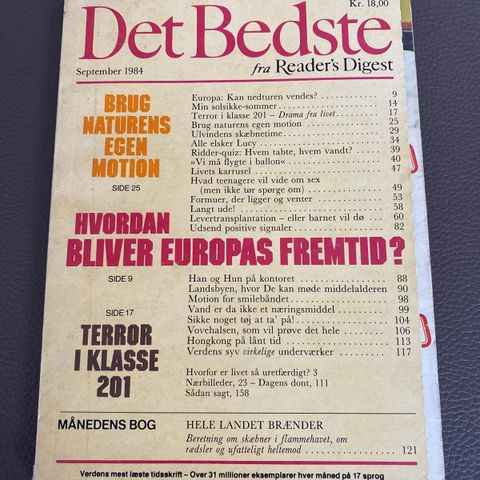 Kr. 18,00
Det Bedste
September 1984
fra Reader's Digest
BRUG
NATURENS
EGEN
MOTION
SIDE 25
Europa: Kan nedturen vendes? 9
Min solsikke-sommer 14
Terror i klasse 201 – Drama fra livet 17
Brug naturens egen motion 25
Ulvindens skæbnetime 29
Alle elsker Lucy 34
Ridder-quiz: Hvem tabte, hvem vandt? 39
»Vi må flygte i ballon« 40
Livets karrusel 47
Hvad teenagere vil vide om sex
(men ikke tør spørge om) 49
Formuer, der ligger og venter 53
Langt ude! 58
Levertransplantation – eller barnet vil dø 60
Udsend positive signaler 82
HVORDAN
BLIVER EUROPAS FREMTID?
SIDE 9
Han og Hun på kontoret 88
Landsbyen, hvor De kan møde middelalderen 90
Motion for smilebåndet 98
Vand er da ikke et næringsmiddel 99
Sikke noget tøj at ta' på! 104
Vovehalsen, som vil prøve det hele 106
Hongkong på lånt tid 113
Verdens syv virkelige underværker 117
SIDE 17
TERROR
I KLASSE
201
Hvorfor er livet så uretfærdigt? 3
Nærbilleder, 23 – Dagens dont, 111
Sådan sagt, 158
MÅNEDENS BOG
HELE LANDET BRÆNDER
Beretning om skæbner i flammehavet, om
rædsler og ufatteligt heltemod 121
Verdens mest læste tidsskrift – Over 31 millioner eksemplarer hver måned på 17 sprog